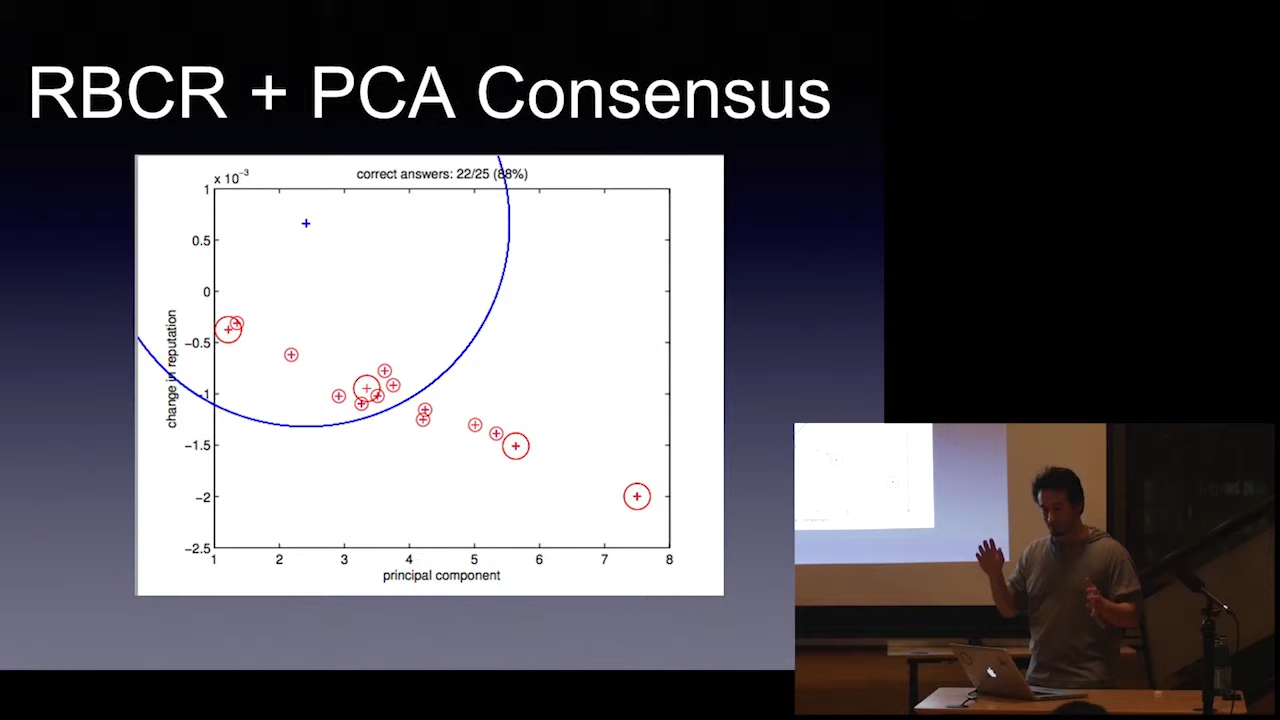 RBCR + PCA Consensus
x 10⁻³
correct answers: 22/25 (88%)
1
0.5
0
−0.5
−1
−1.5
−2
−2.5
change in reputation
1 2 3 4 5 6 7 8
principal component